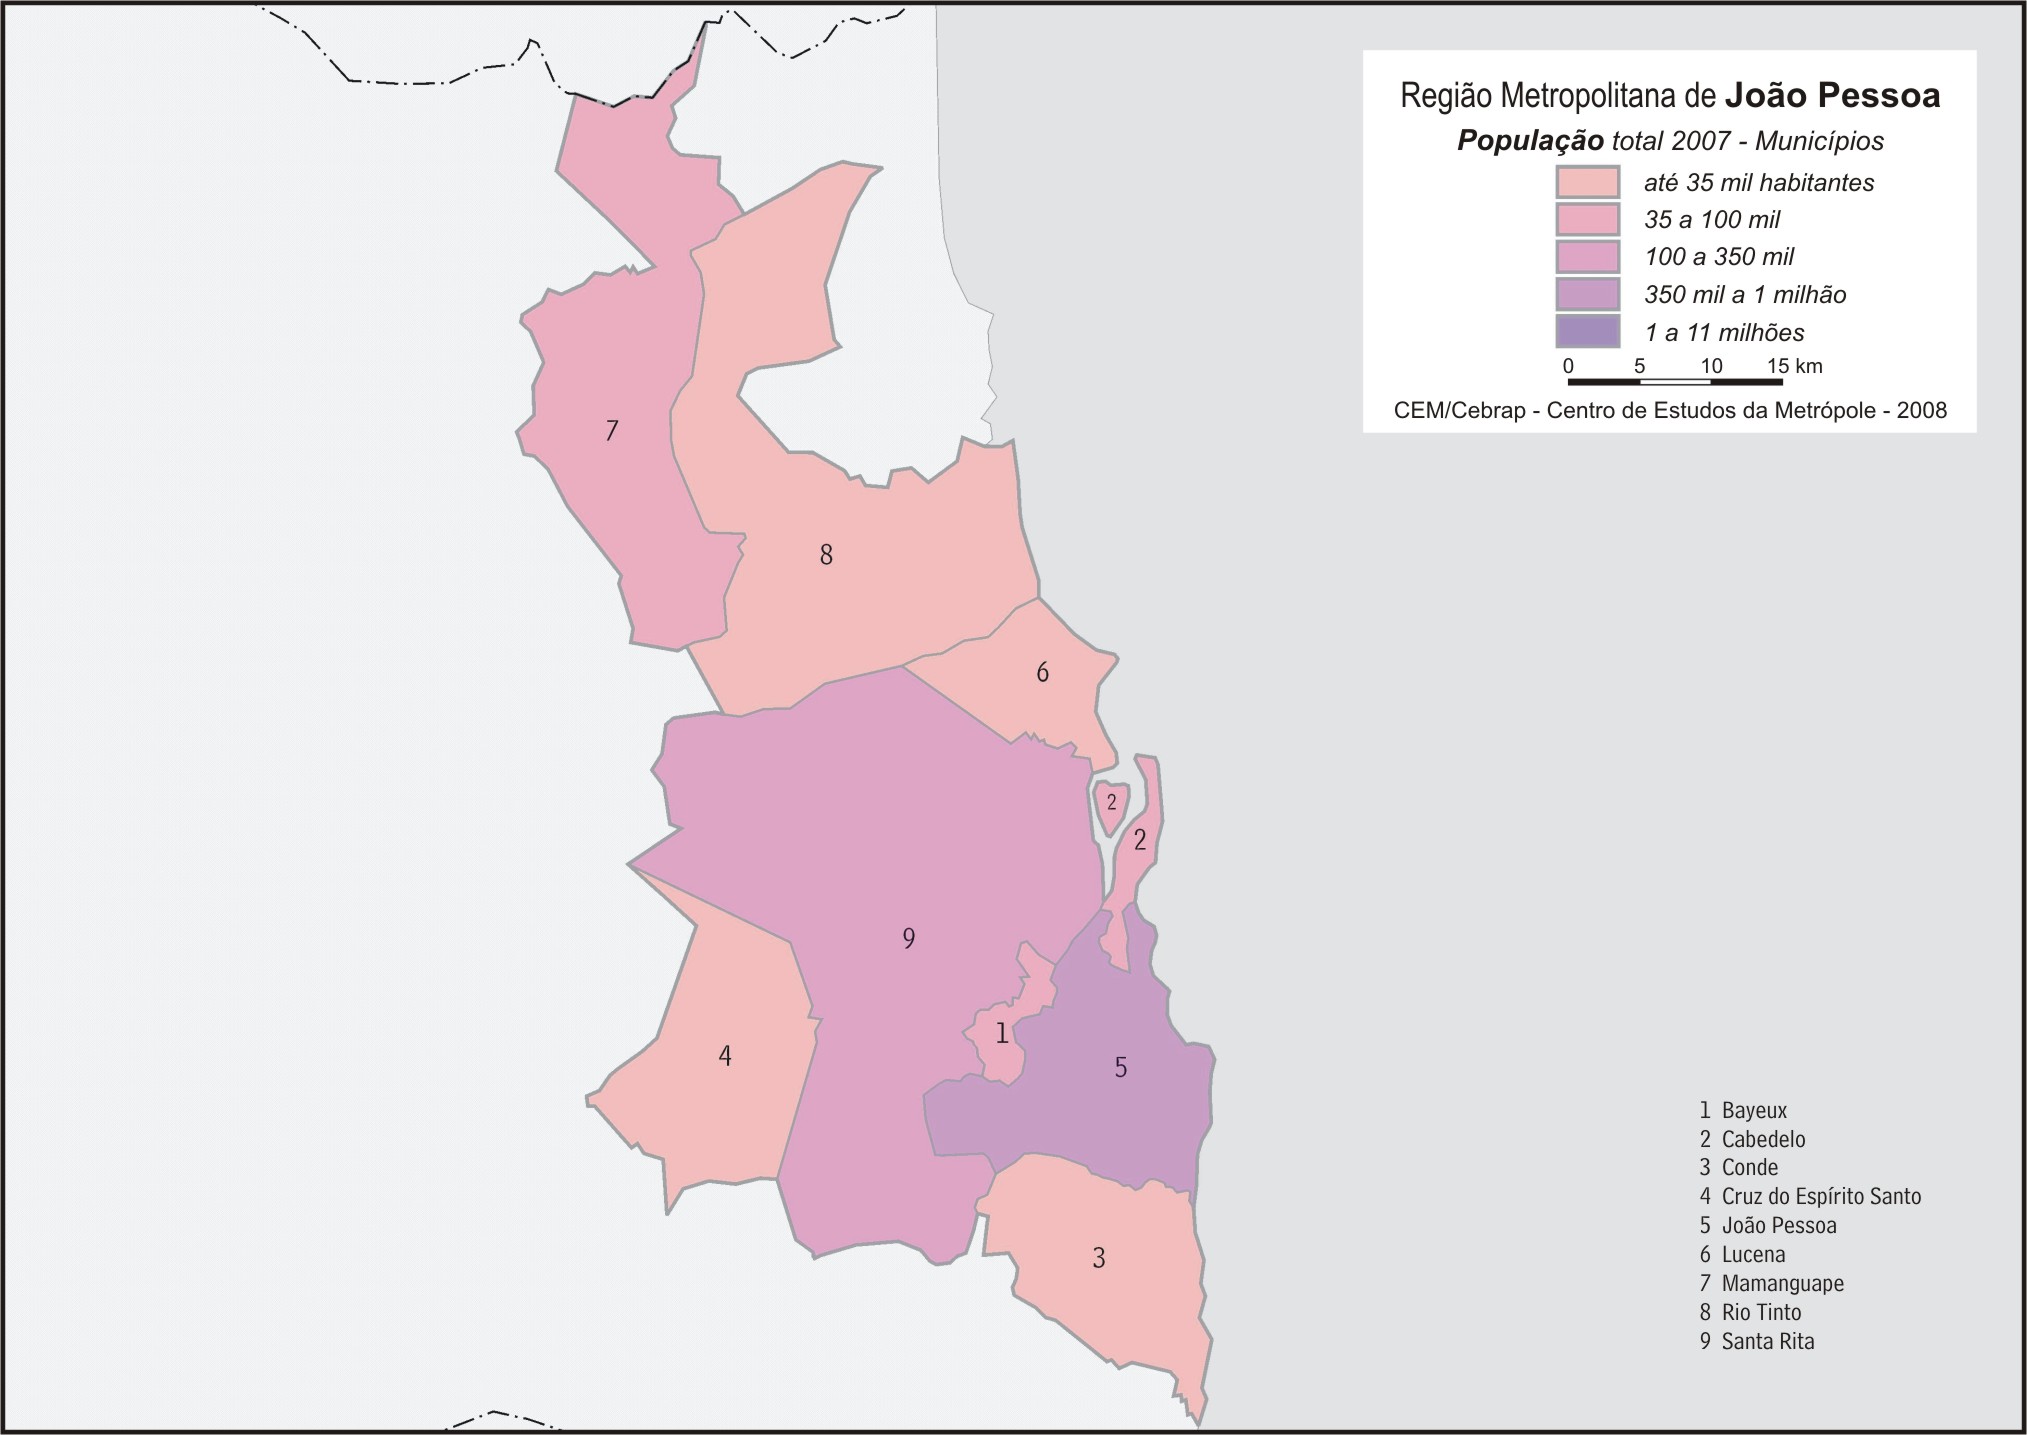 Região Metropolitana de João Pessoa
População total 2007 - Municípios
até 35 mil habitantes
35 a 100 mil
100 a 350 mil
350 mil a 1 milhão
1 a 11 milhões
0 5 10 15 km
CEM/Cebrap - Centro de Estudos da Metrópole - 2008
7
8
6
2
2
9
1
4
5
3
1 Bayeux
2 Cabedelo
3 Conde
4 Cruz do Espírito Santo
5 João Pessoa
6 Lucena
7 Mamanguape
8 Rio Tinto
9 Santa Rita